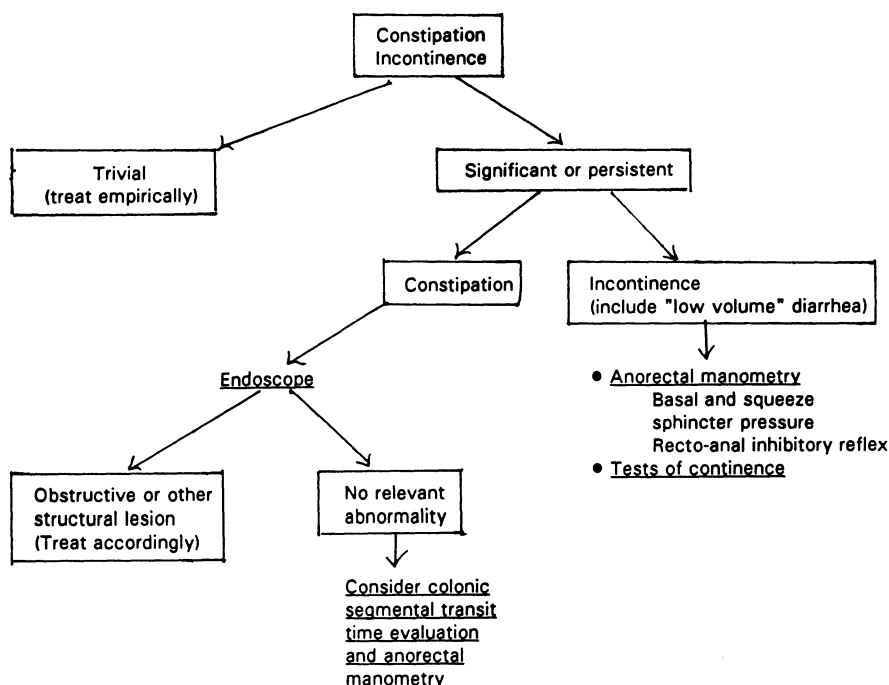 Constipation
Incontinence
Trivial
(treat empirically)
Significant or persistent
Constipation
Incontinence
(include "low volume" diarrhea)
Endoscope
● Anorectal manometry
Basal and squeeze
sphincter pressure
Recto-anal inhibitory reflex
● Tests of continence
Obstructive or other
structural lesion
(Treat accordingly)
No relevant
abnormality
Consider colonic
segmental transit
time evaluation
and anorectal
manometry